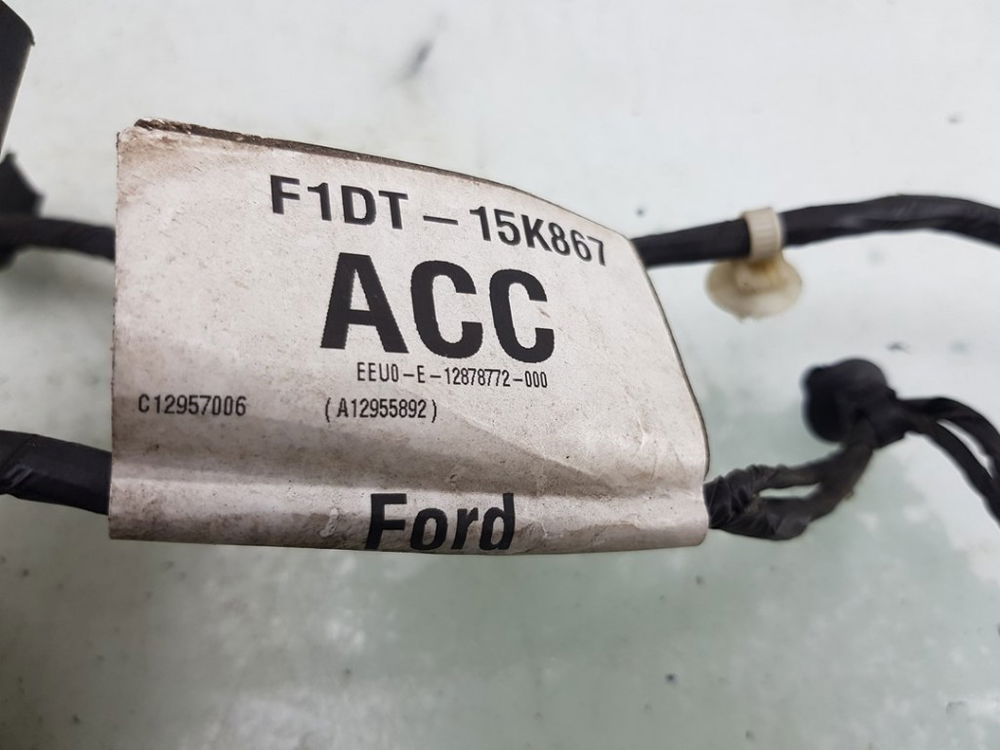 F1DT-15K867
ACC
EEU0-E-12878772-000
C12957006 (A12955892)
Ford